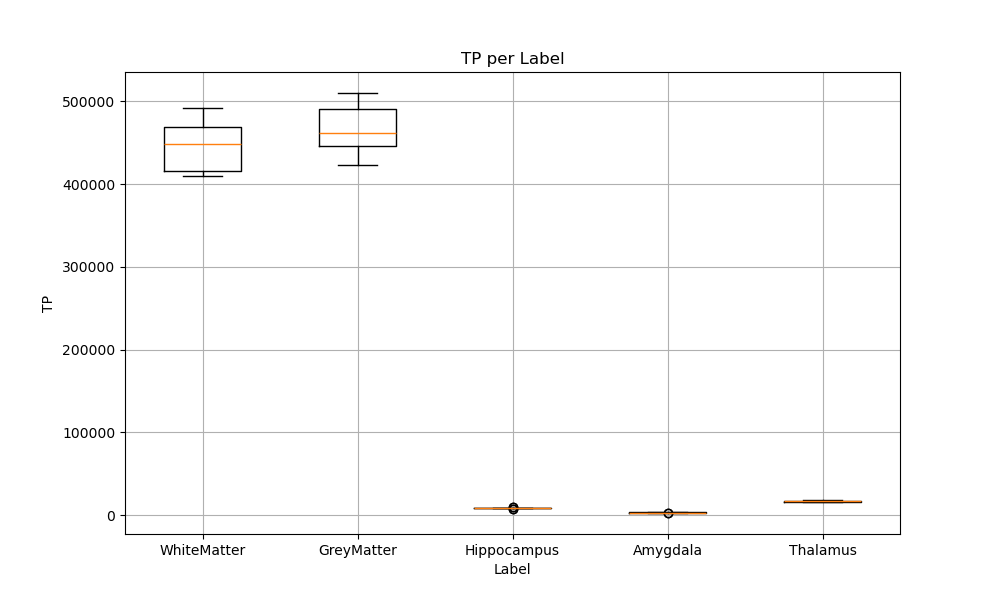 TP per Label
500000
400000
300000
200000
100000
0
TP
WhiteMatter GreyMatter Hippocampus Amygdala Thalamus
Label